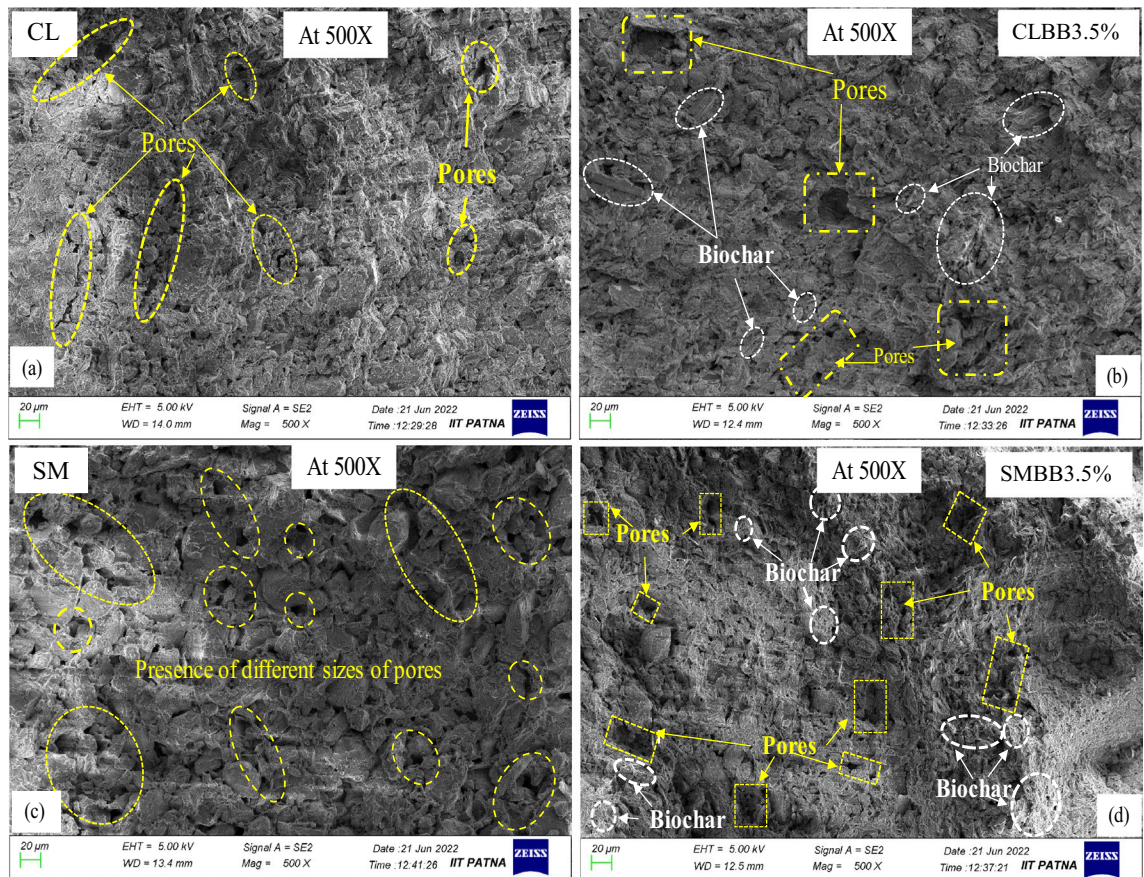 CL
At 500X
Pores
Pores
(a)
20 µm
EHT = 5.00 kV
Signal A = SE2
Date :21 Jun 2022
WD = 14.0 mm
Mag = 500 X
Time :12:29:28
IIT PATNA
ZEISS
At 500X
CLBB3.5%
Pores
Biochar
Biochar
Pores
(b)
20 µm
EHT = 5.00 kV
Signal A = SE2
Date :21 Jun 2022
WD = 12.4 mm
Mag = 500 X
Time :12:33:26
IIT PATNA
ZEISS
SM
At 500X
Presence of different sizes of pores
(c)
20 µm
EHT = 5.00 kV
Signal A = SE2
Date :21 Jun 2022
WD = 13.4 mm
Mag = 500 X
Time :12:41:26
IIT PATNA
ZEISS
At 500X
SMBB3.5%
Pores
Biochar
Pores
Pores
Biochar
Biochar
(d)
20 µm
EHT = 5.00 kV
Signal A = SE2
Date :21 Jun 2022
WD = 12.5 mm
Mag = 500 X
Time :12:37:21
IIT PATNA
ZEISS